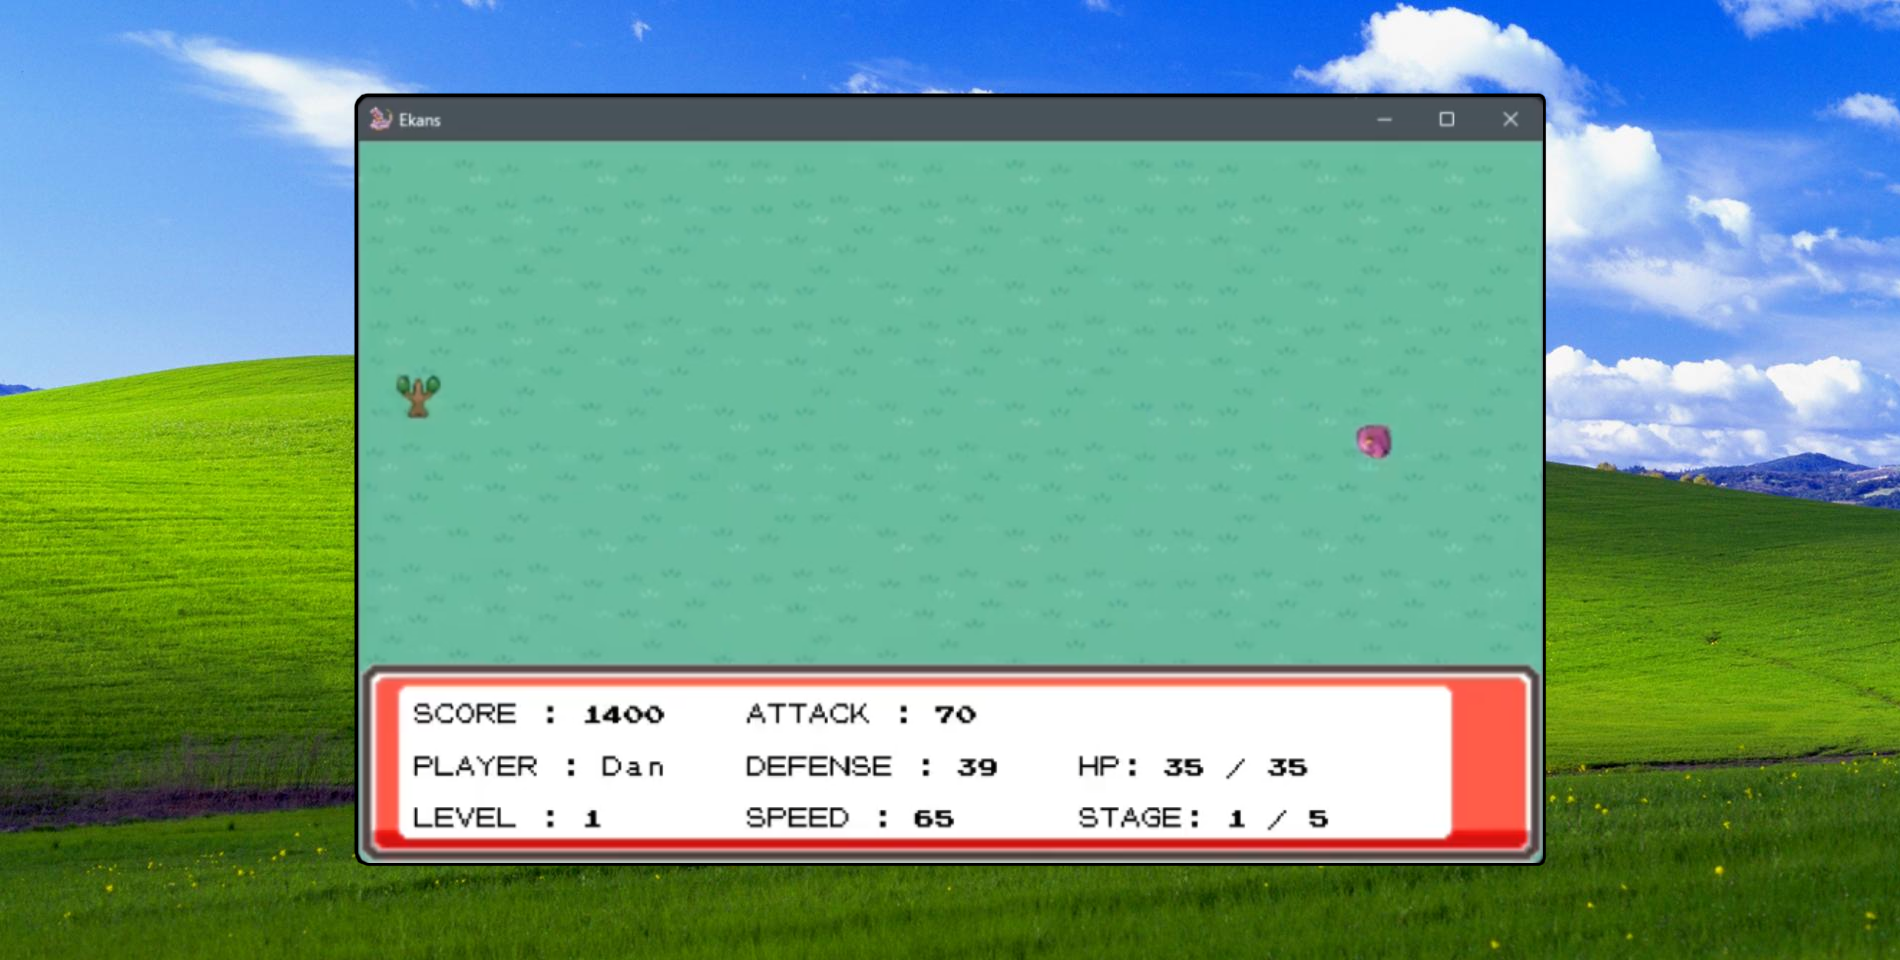 Ekans
SCORE : 1400 ATTACK : 70
PLAYER : Dan DEFENSE : 39 HP: 35 / 35
LEVEL : 1 SPEED : 65 STAGE: 1 / 5